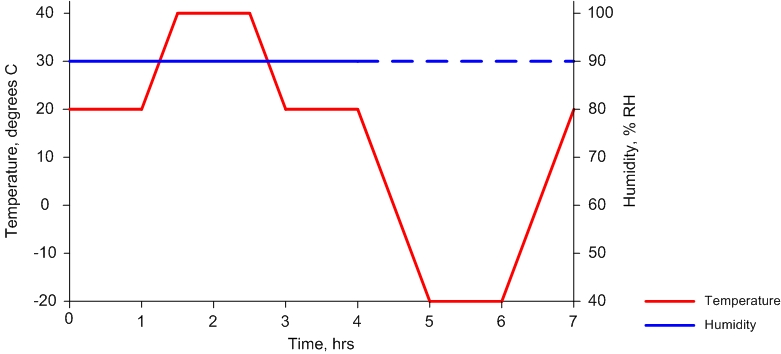 Temperature, degrees C
40
30
20
10
0
-10
-20
100
90
80
70
60
50
40
Humidity, % RH
0 1 2 3 4 5 6 7
Time, hrs
Temperature
Humidity